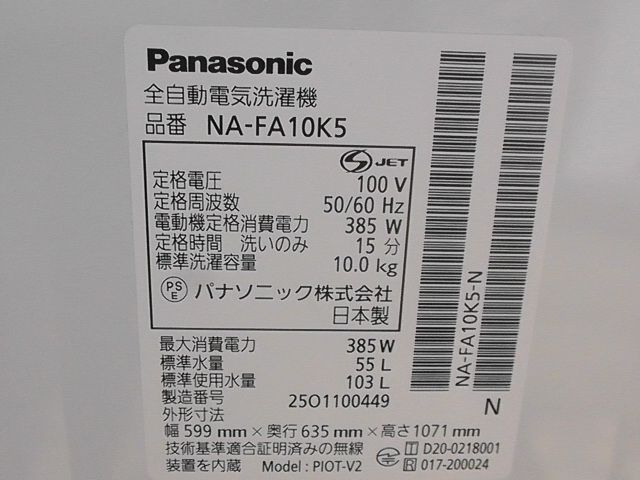 Panasonic
全自動電気洗濯機
品番 NA-FA10K5
S JET
定格電圧 100 V
定格周波数 50/60 Hz
電動機定格消費電力 385 W
定格時間 洗いのみ 15 分
標準洗濯容量 10.0 kg
PSE パナソニック株式会社
日本製
最大消費電力 385W
標準水量 55 L
標準使用水量 103 L
製造番号 25O1100449
外形寸法
幅 599 mm × 奥行 635 mm × 高さ 1071 mm
技術基準適合証明済みの無線 T D20-0218001
装置を内蔵 Model : PIOT-V2 R 017-200024
NA-FA10K5-N
N